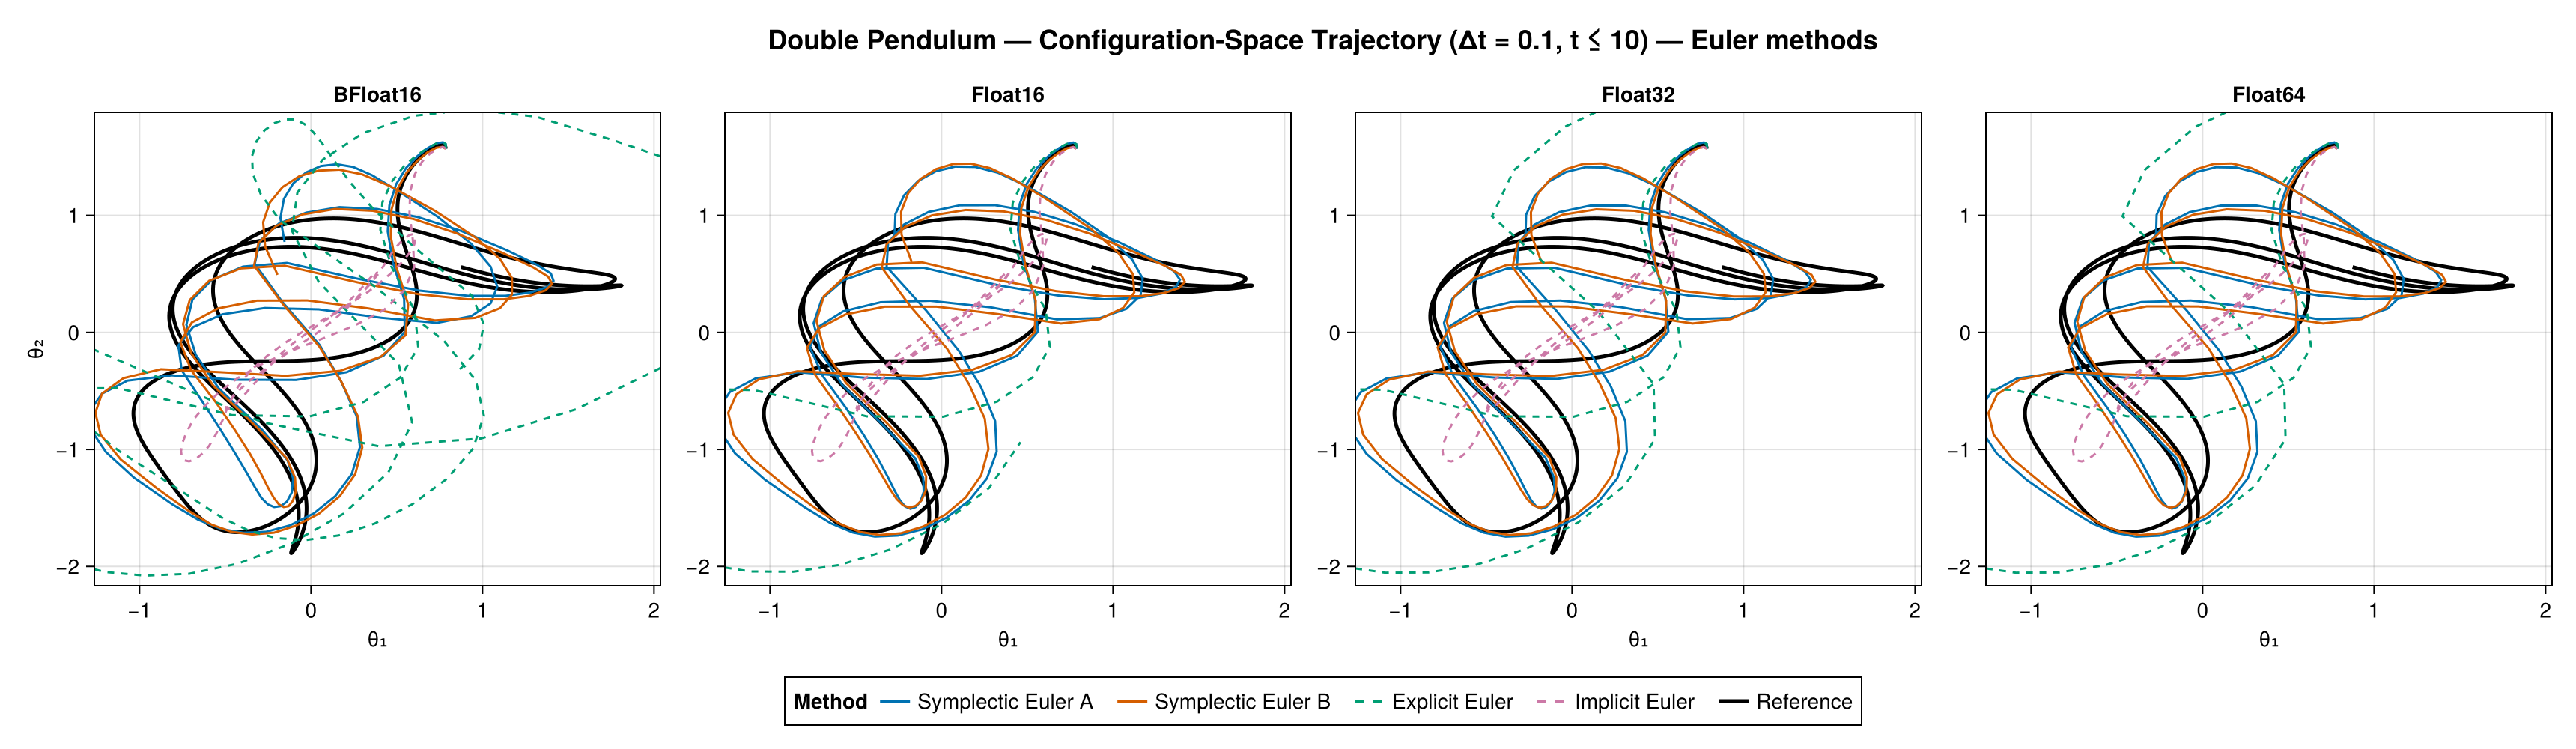 Double Pendulum — Configuration-Space Trajectory (Δt = 0.1, t ≤ 10) — Euler methods
BFloat16 Float16 Float32 Float64
θ₂
1 1 1 1
0 0 0 0
−1 −1 −1 −1
−2 −2 −2 −2
−1 0 1 2 −1 0 1 2 −1 0 1 2 −1 0 1 2
θ₁ θ₁ θ₁ θ₁
Method Symplectic Euler A Symplectic Euler B Explicit Euler Implicit Euler Reference